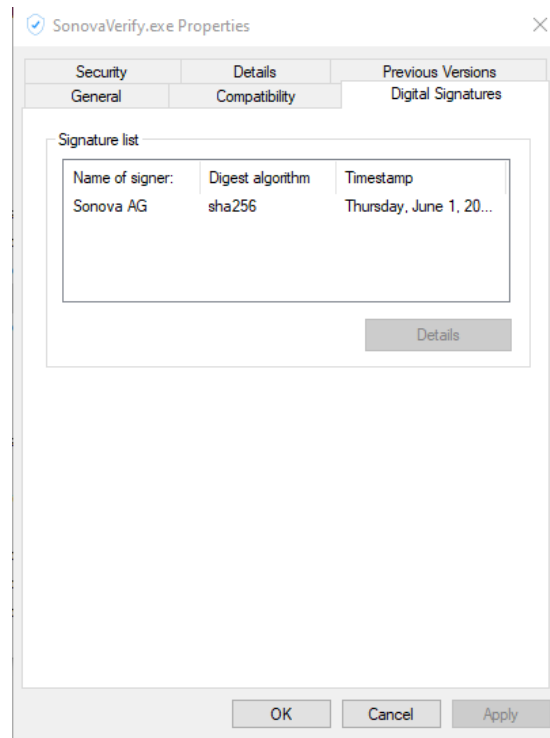 SonovaVerify.exe Properties
Security Details Previous Versions
General Compatibility Digital Signatures
Signature list
Name of signer: Digest algorithm Timestamp
Sonova AG sha256 Thursday, June 1, 20...
Details
OK Cancel Apply